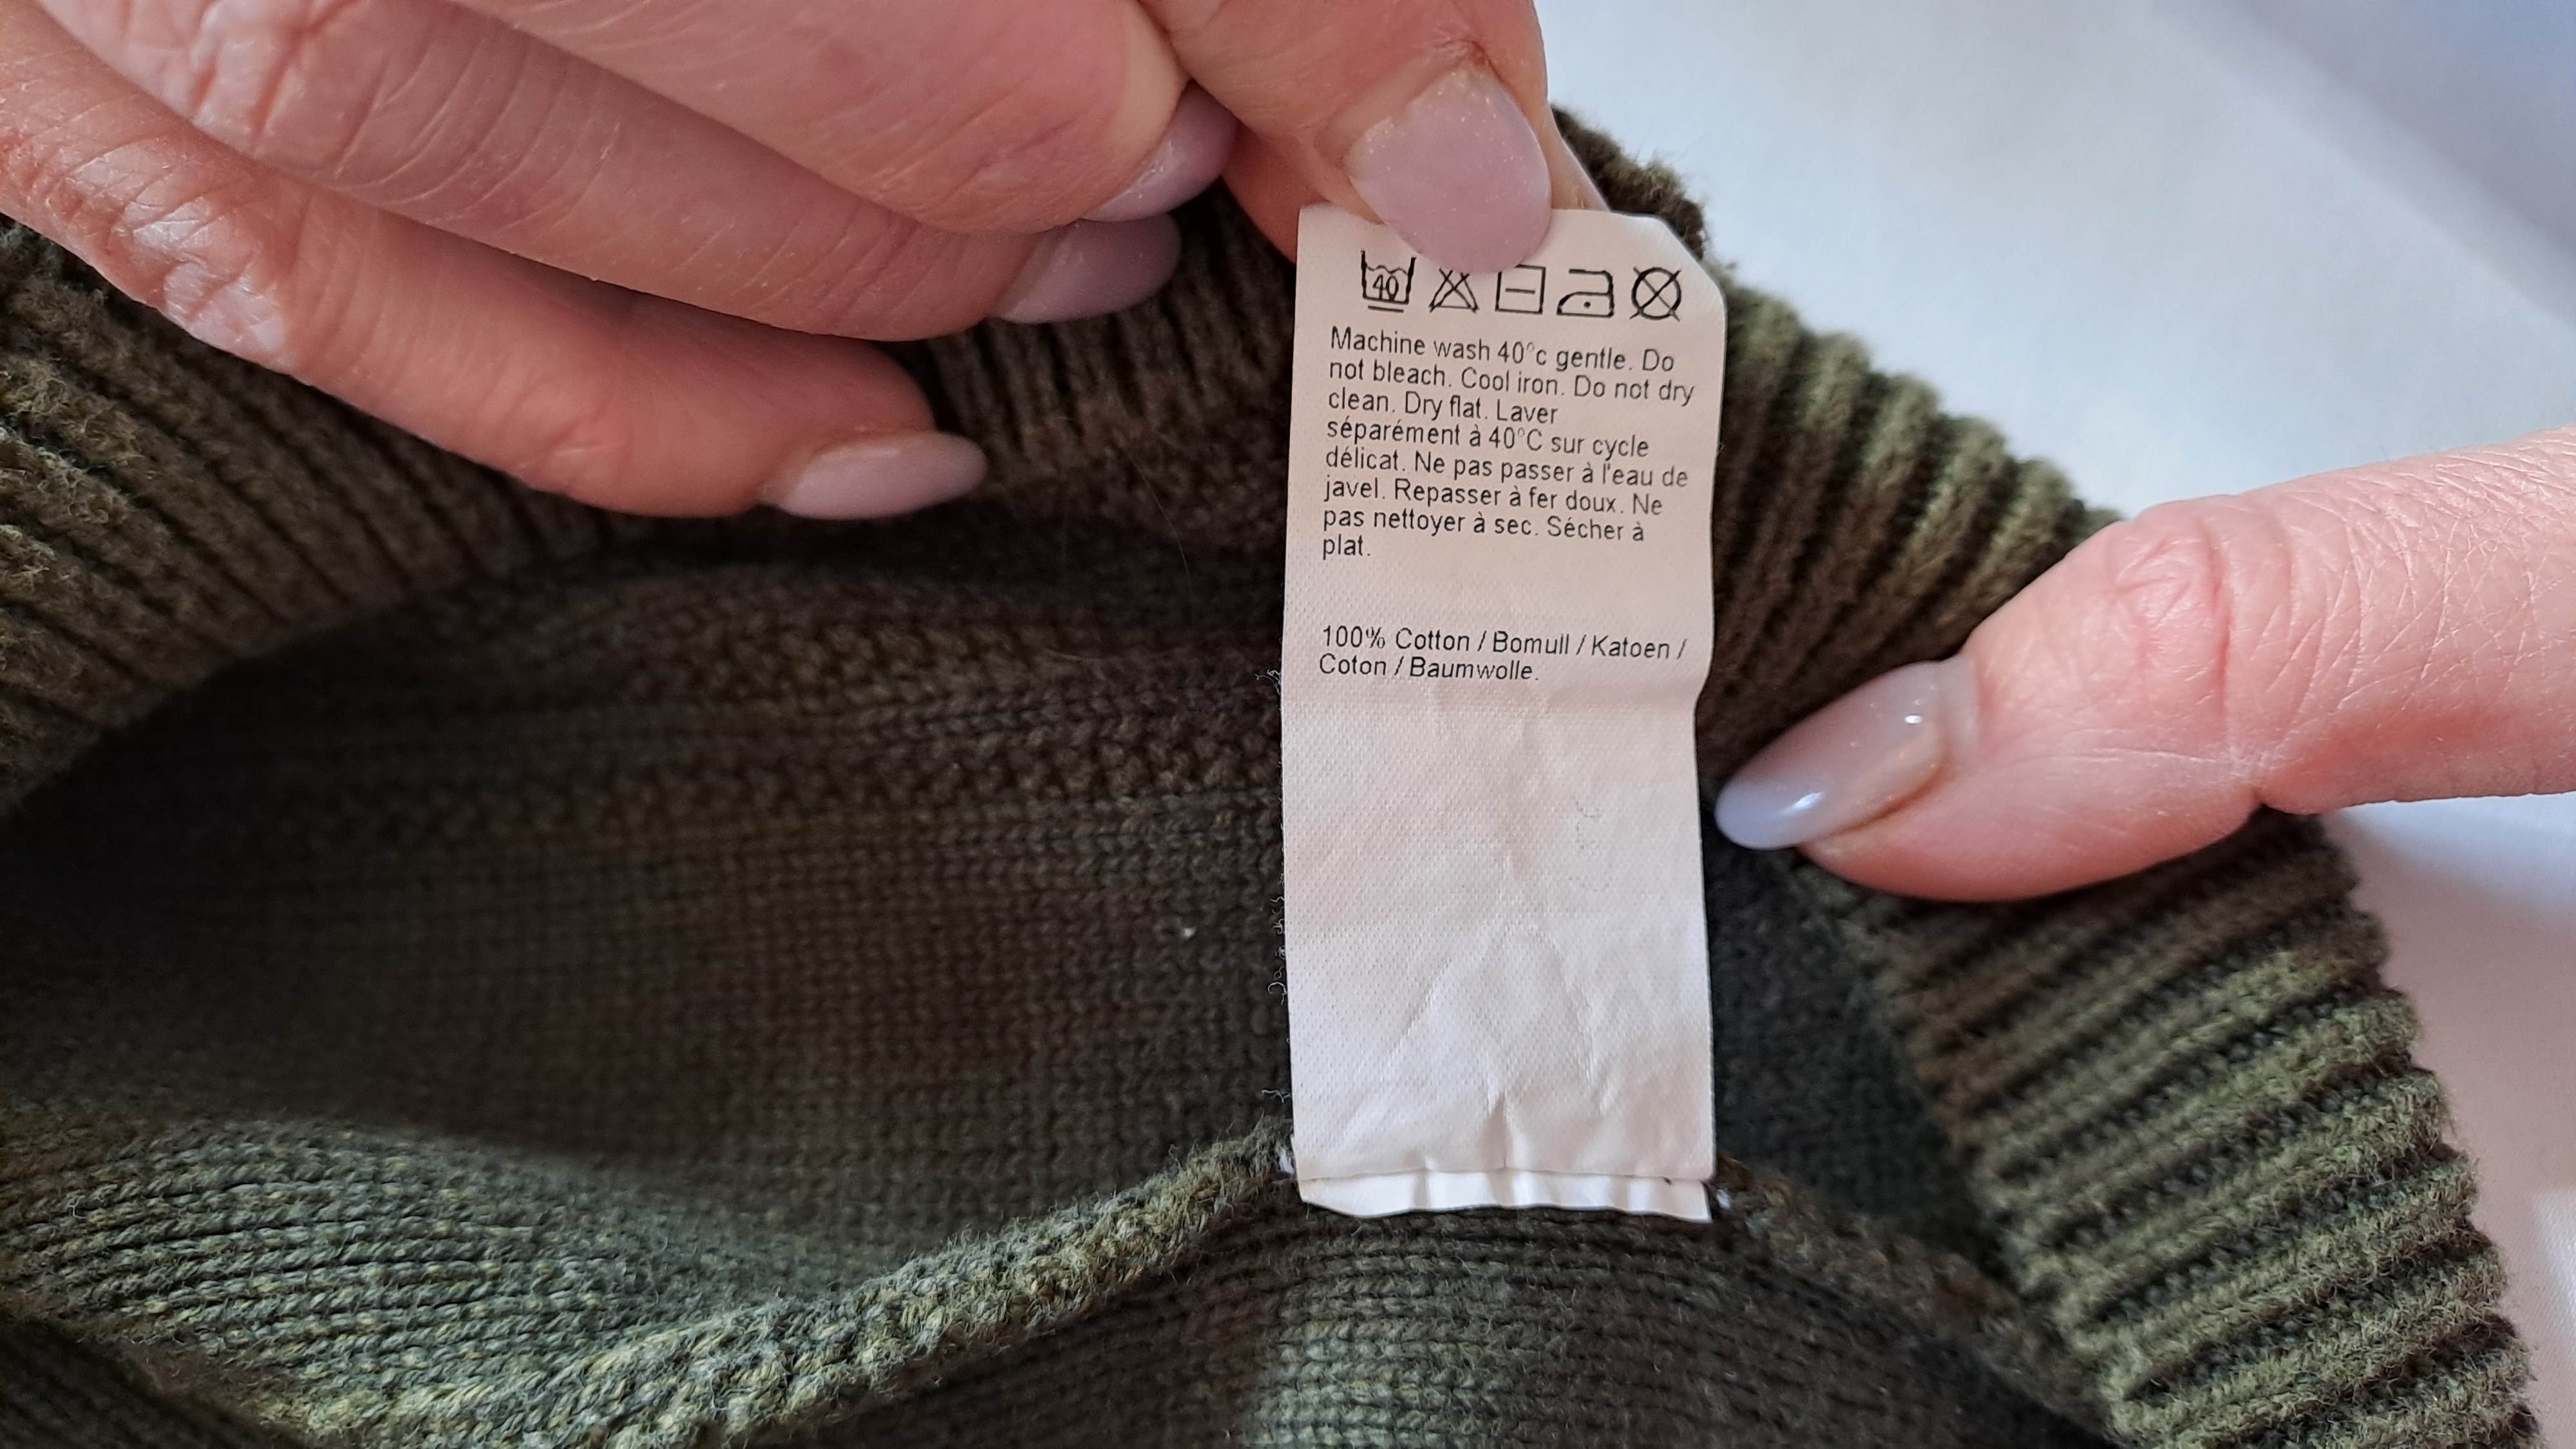 40
Machine wash 40°c gentle. Do
not bleach. Cool iron. Do not dry
clean. Dry flat. Laver
séparément à 40°C sur cycle
délicat. Ne pas passer à l'eau de
javel. Repasser à fer doux. Ne
pas nettoyer à sec. Sécher à
plat.
100% Cotton / Bomull / Katoen /
Coton / Baumwolle.